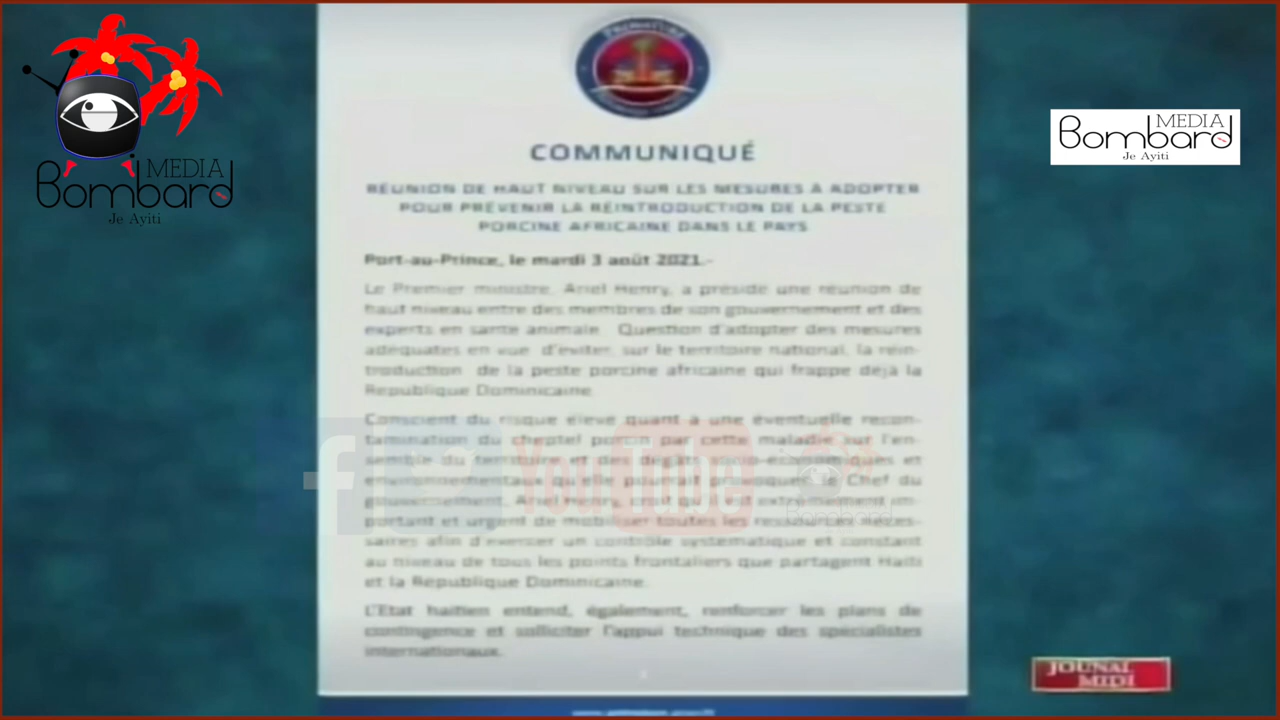 PRIMATURE
COMMUNIQUÉ
RÉUNION DE HAUT NIVEAU SUR LES MESURES À ADOPTER
POUR PRÉVENIR LA RÉINTRODUCTION DE LA PESTE
PORCINE AFRICAINE DANS LE PAYS
Port-au-Prince, le mardi 3 août 2021.-
Le Premier ministre, Ariel Henry, a présidé une réunion de
haut niveau entre des membres de son gouvernement et des
experts en santé animale. Question d'adopter des mesures
adéquates en vue d'éviter, sur le territoire national, la réin-
troduction de la peste porcine africaine qui frappe déjà la
République Dominicaine.
Conscient du risque élevé quant à une éventuelle recon-
tamination du cheptel porcin par cette maladie sur l'en-
semble du territoire et des dégâts socio-économiques et
environnementaux qu'elle pourrait provoquer, le Chef du
gouvernement, Ariel Henry, croit qu'il est extrêmement im-
portant et urgent de mobiliser toutes les ressources néces-
saires afin d'exercer un contrôle systématique et constant
au niveau de tous les points frontaliers que partagent Haïti
et la République Dominicaine.
L'Etat haïtien entend, également, renforcer les plans de
contingence et solliciter l'appui technique des spécialistes
internationaux.
MEDIA
Bombard
Je Ayiti
MEDIA
Bombard
Je Ayiti
f
YouTube
Bombard
JOUNAL
MIDI